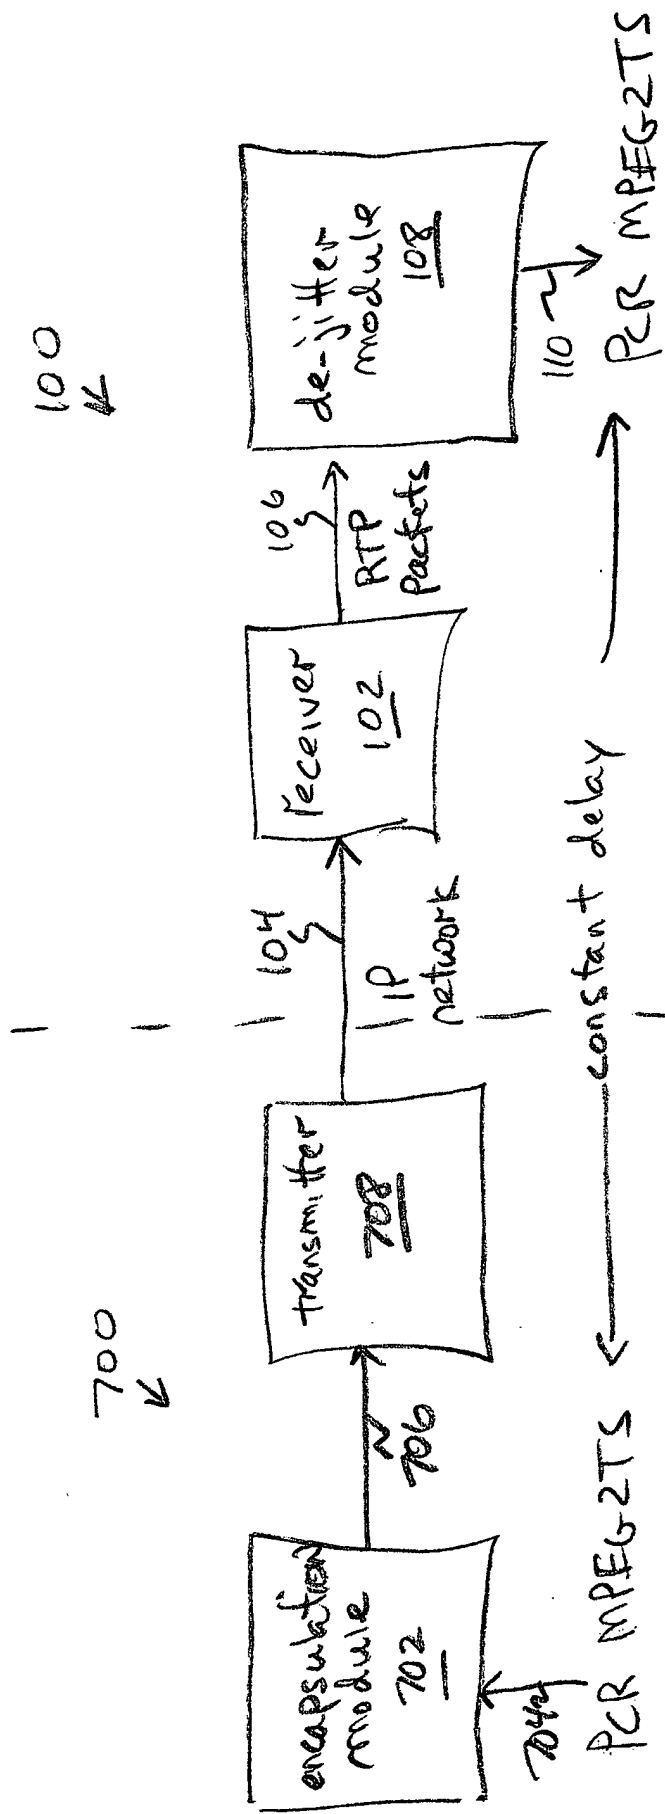 700
100
encapsulation
module
702
704
PCR MPEG2TS
706
transmitter
708
104
IP
network
receiver
102
106
RTP
Packets
de-jitter
module
108
110
PCR MPEG2TS
constant delay